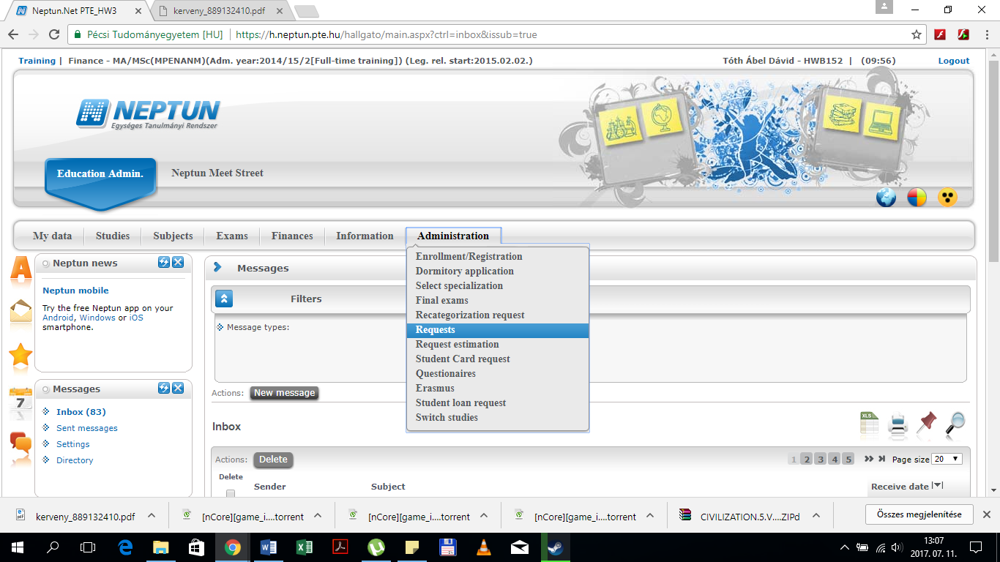 Neptun.Net PTE_HW3
kerveny_889132410.pdf
Pécsi Tudományegyetem [HU]
https://h.neptun.pte.hu/hallgato/main.aspx?ctrl=inbox&issub=true
Training | Finance - MA/MSc(MPENANM)(Adm. year:2014/15/2[Full-time training]) (Leg. rel. start:2015.02.02.)
Tóth Ábel Dávid - HWB152 | (09:56)
Logout
NEPTUN
Egységes Tanulmányi Rendszer
Education Admin.
Neptun Meet Street
My data
Studies
Subjects
Exams
Finances
Information
Administration
Enrollment/Registration
Dormitory application
Select specialization
Final exams
Recategorization request
Requests
Request estimation
Student Card request
Questionaires
Erasmus
Student loan request
Switch studies
Neptun news
Neptun mobile
Try the free Neptun app on your
Android, Windows or iOS
smartphone.
Messages
Inbox (83)
Sent messages
Settings
Directory
Messages
Filters
Message types:
Actions: New message
Inbox
XLS
Actions: Delete
1 2 3 4 5
Page size 20
Delete
Sender
Subject
Receive date
A
7
kerveny_889132410.pdf
[nCore][game_i....torrent
[nCore][game_i....torrent
[nCore][game_i....torrent
CIVILIZATION.5.V....ZIPd
Összes megjelenítése
13:07
2017. 07. 11.